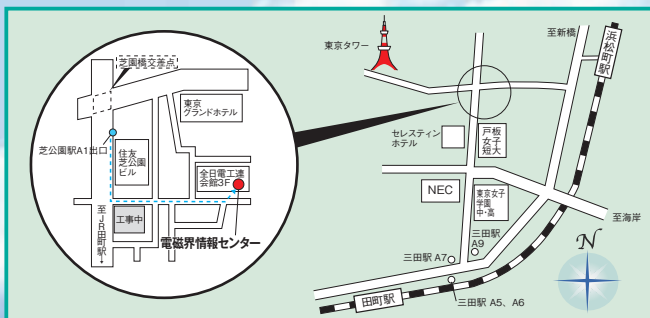 芝園橋交差点
東京
グランドホテル
芝公園駅A1出口
住友
芝公園
ビル
全日電工連
会館3F
工事中
電磁界情報センター
至JR田町駅
東京タワー
至新橋
浜松町駅
セレスティン
ホテル
戸板
女子
短大
NEC
東京女子
学園
中・高
至海岸
三田駅
A9
三田駅 A7
三田駅 A5、A6
田町駅
N